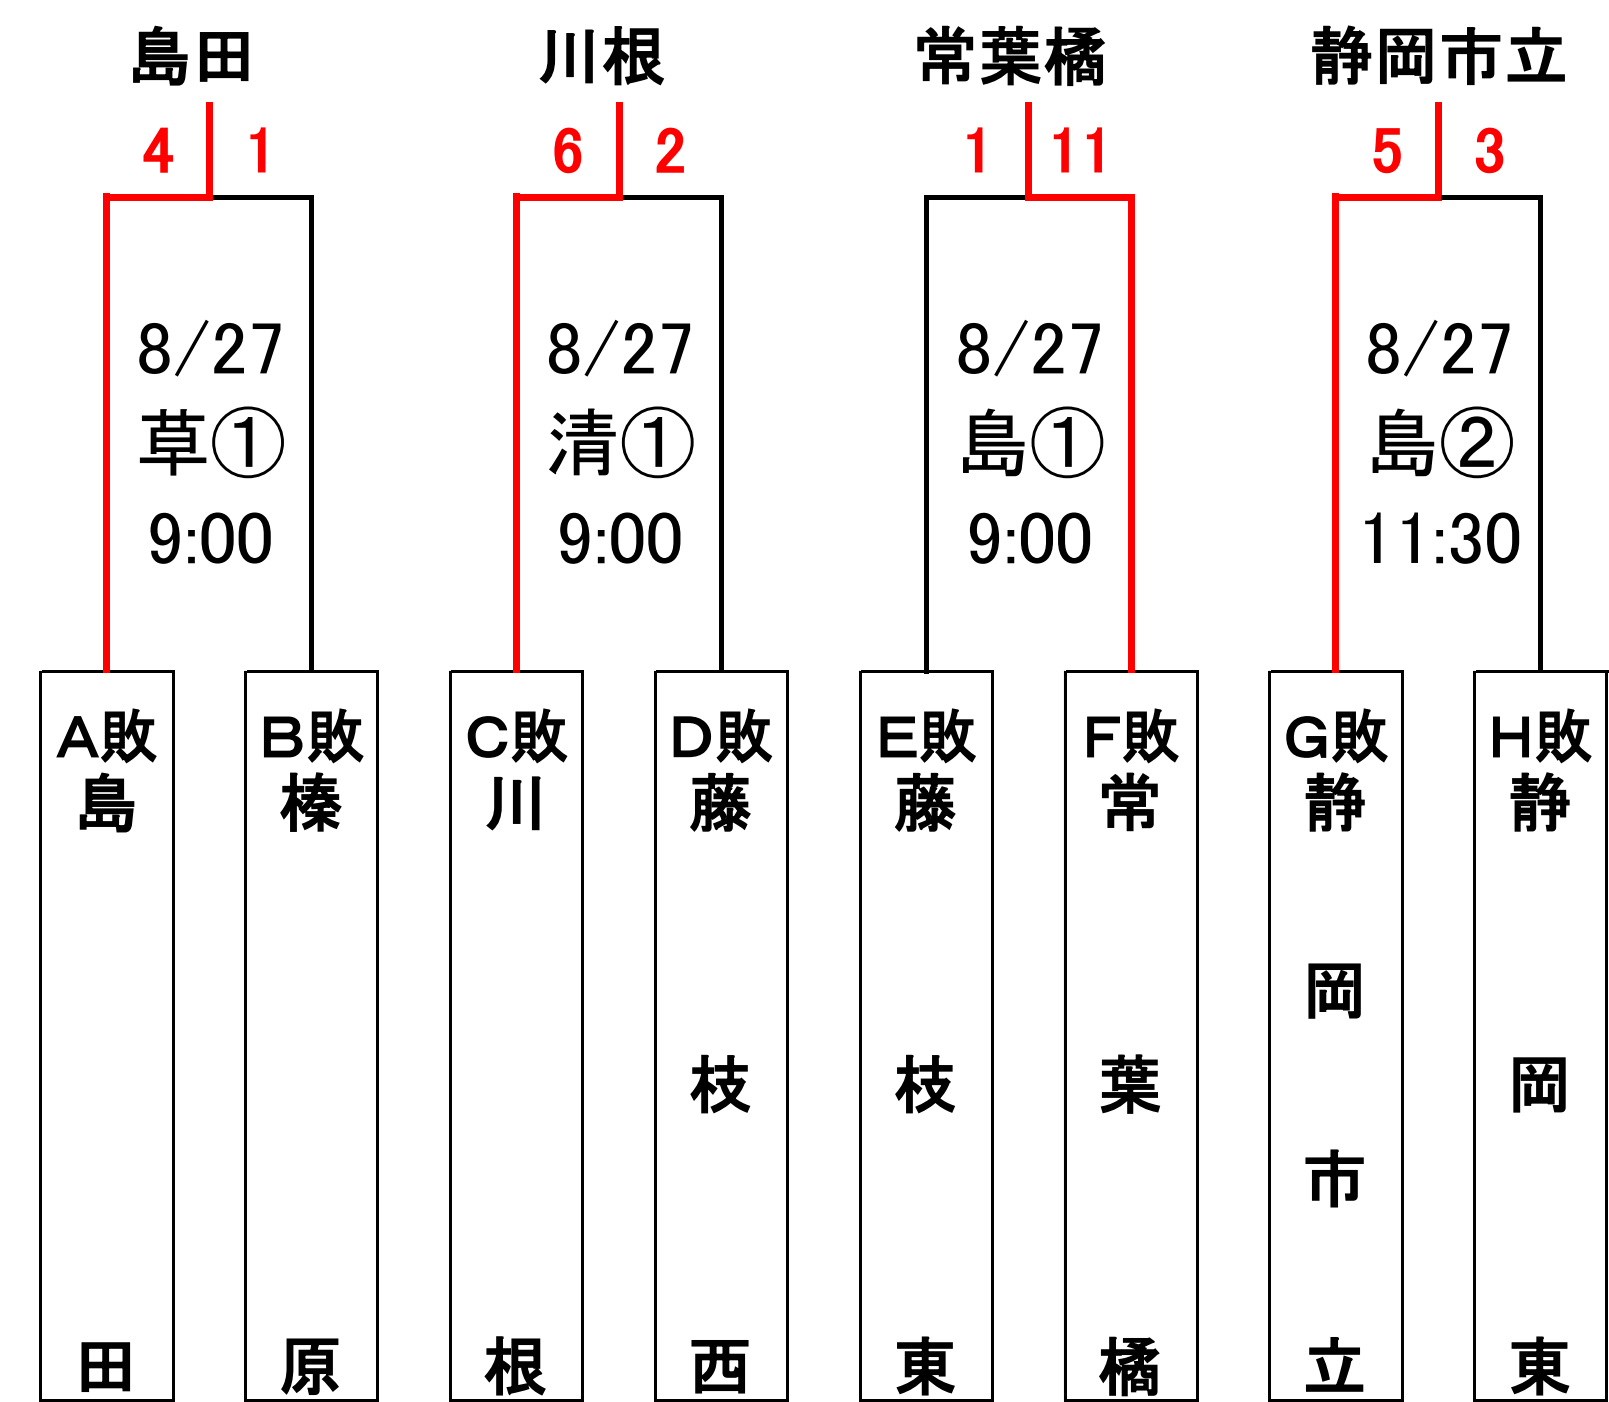 島田 川根 常葉橘 静岡市立
4 1 6 2 1 11 5 3
8/27 8/27 8/27 8/27
草① 清① 島① 島②
9:00 9:00 9:00 11:30
A敗 B敗 C敗 D敗 E敗 F敗 G敗 H敗
島田
榛原
川根
藤枝西
藤枝東
常葉橘
静岡市立
静岡東